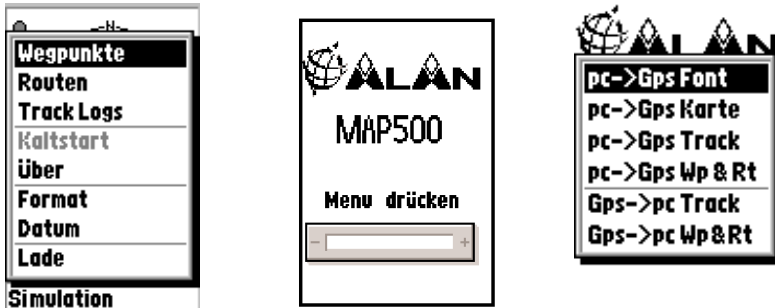 -N-
Wegpunkte
Routen
Track Logs
Kaltstart
Über
Format
Datum
Lade
Simulation
ALAN
MAP500
Menu drücken
- +
ALAN
pc->Gps Font
pc->Gps Karte
pc->Gps Track
pc->Gps Wp & Rt
Gps->pc Track
Gps->pc Wp&Rt